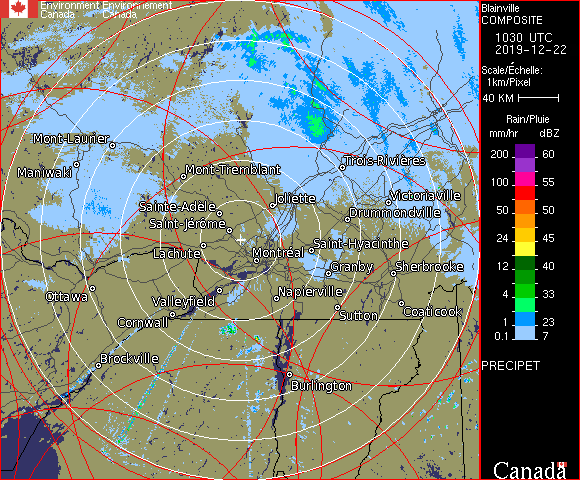 Environment Environnement
Canada Canada
Blainville
COMPOSITE
1030 UTC
2019-12-22
Scale/Échelle:
1km/Pixel
40 KM
Rain/Pluie
mm/hr dBZ
200 60
100 55
50 50
24 45
12 40
4 33
1 23
0.1 7
PRECIPET
Canada
Mont-Laurier
Maniwaki
Mont-Tremblant
Trois-Rivières
Sainte-Adele
Joliette
Victoriaville
Drummondville
Saint-Jérôme
Lachute
Montréal
Saint-Hyacinthe
Granby
Sherbrooke
Ottawa
Valleyfield
Napierville
Cornwall
Sutton
Coaticook
Brockville
Burlington